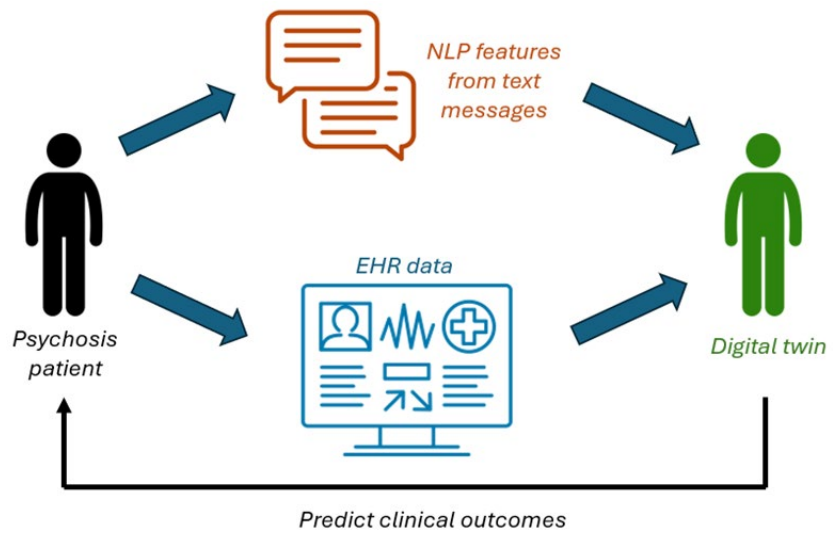 NLP features
from text
messages
EHR data
Psychosis
patient
Digital twin
Predict clinical outcomes